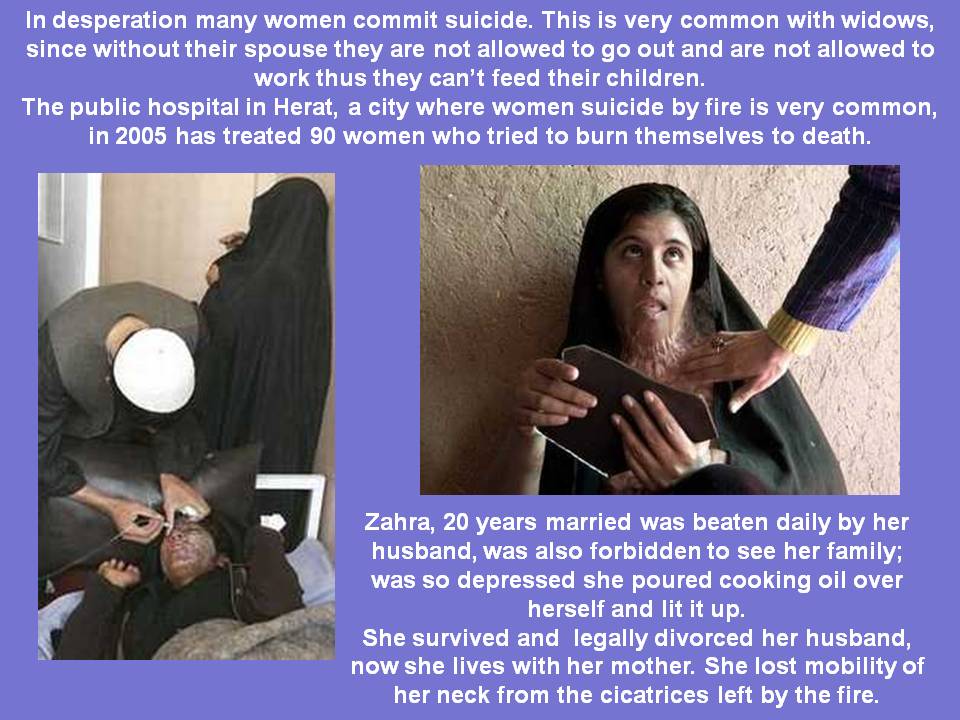 In desperation many women commit suicide. This is very common with widows,
since without their spouse they are not allowed to go out and are not allowed to
work thus they can’t feed their children.
The public hospital in Herat, a city where women suicide by fire is very common,
in 2005 has treated 90 women who tried to burn themselves to death.
Zahra, 20 years married was beaten daily by her
husband, was also forbidden to see her family;
was so depressed she poured cooking oil over
herself and lit it up.
She survived and  legally divorced her husband,
now she lives with her mother. She lost mobility of
her neck from the cicatrices left by the fire.